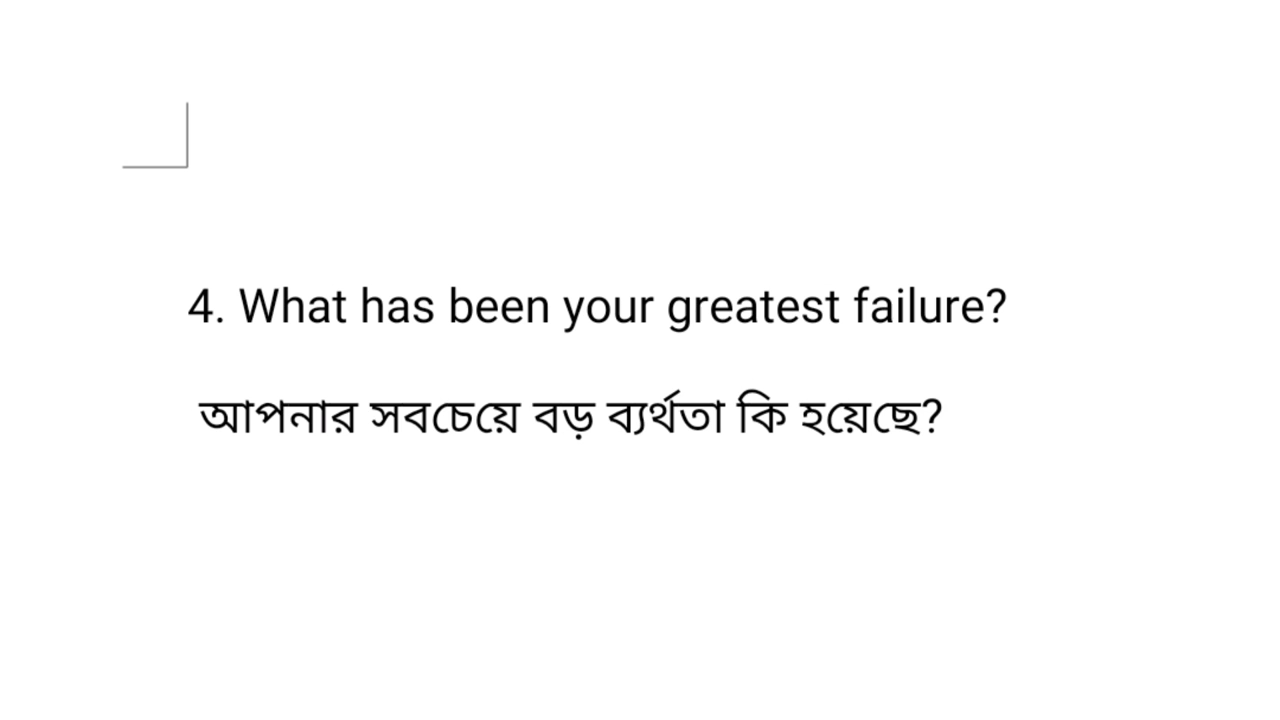 4. What has been your greatest failure?
আপনার সবচেয়ে বড় ব্যর্থতা কি হয়েছে?